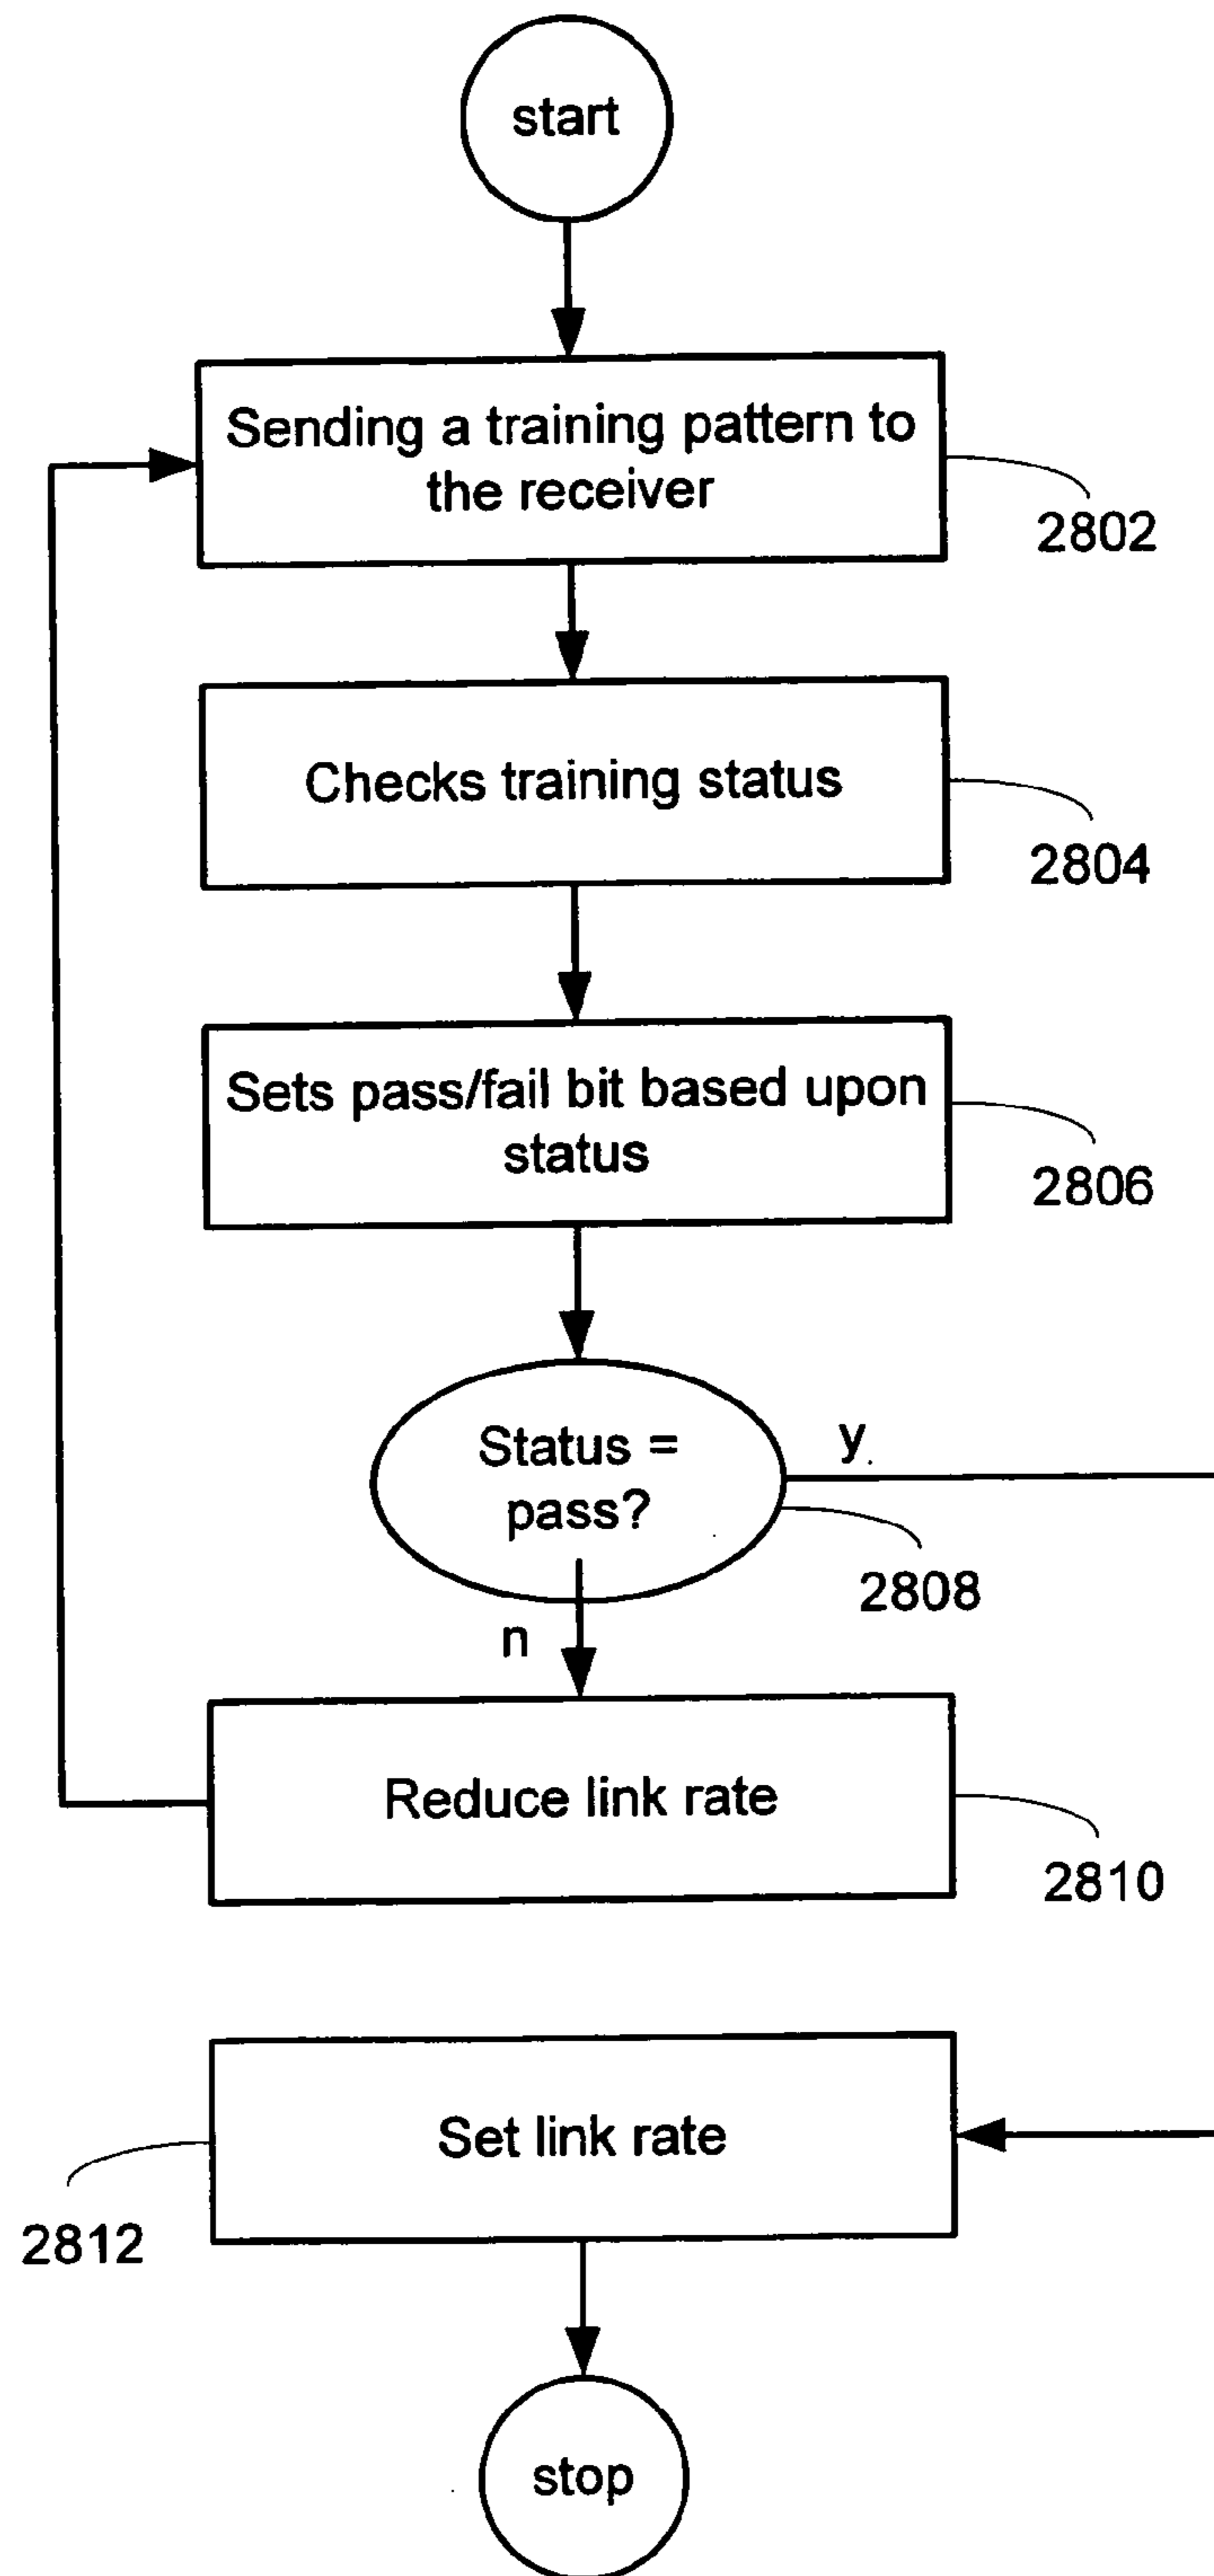 start
Sending a training pattern to
the receiver
2802
Checks training status
2804
Sets pass/fail bit based upon
status
2806
Status =
pass?
y
2808
n
Reduce link rate
2810
Set link rate
2812
stop